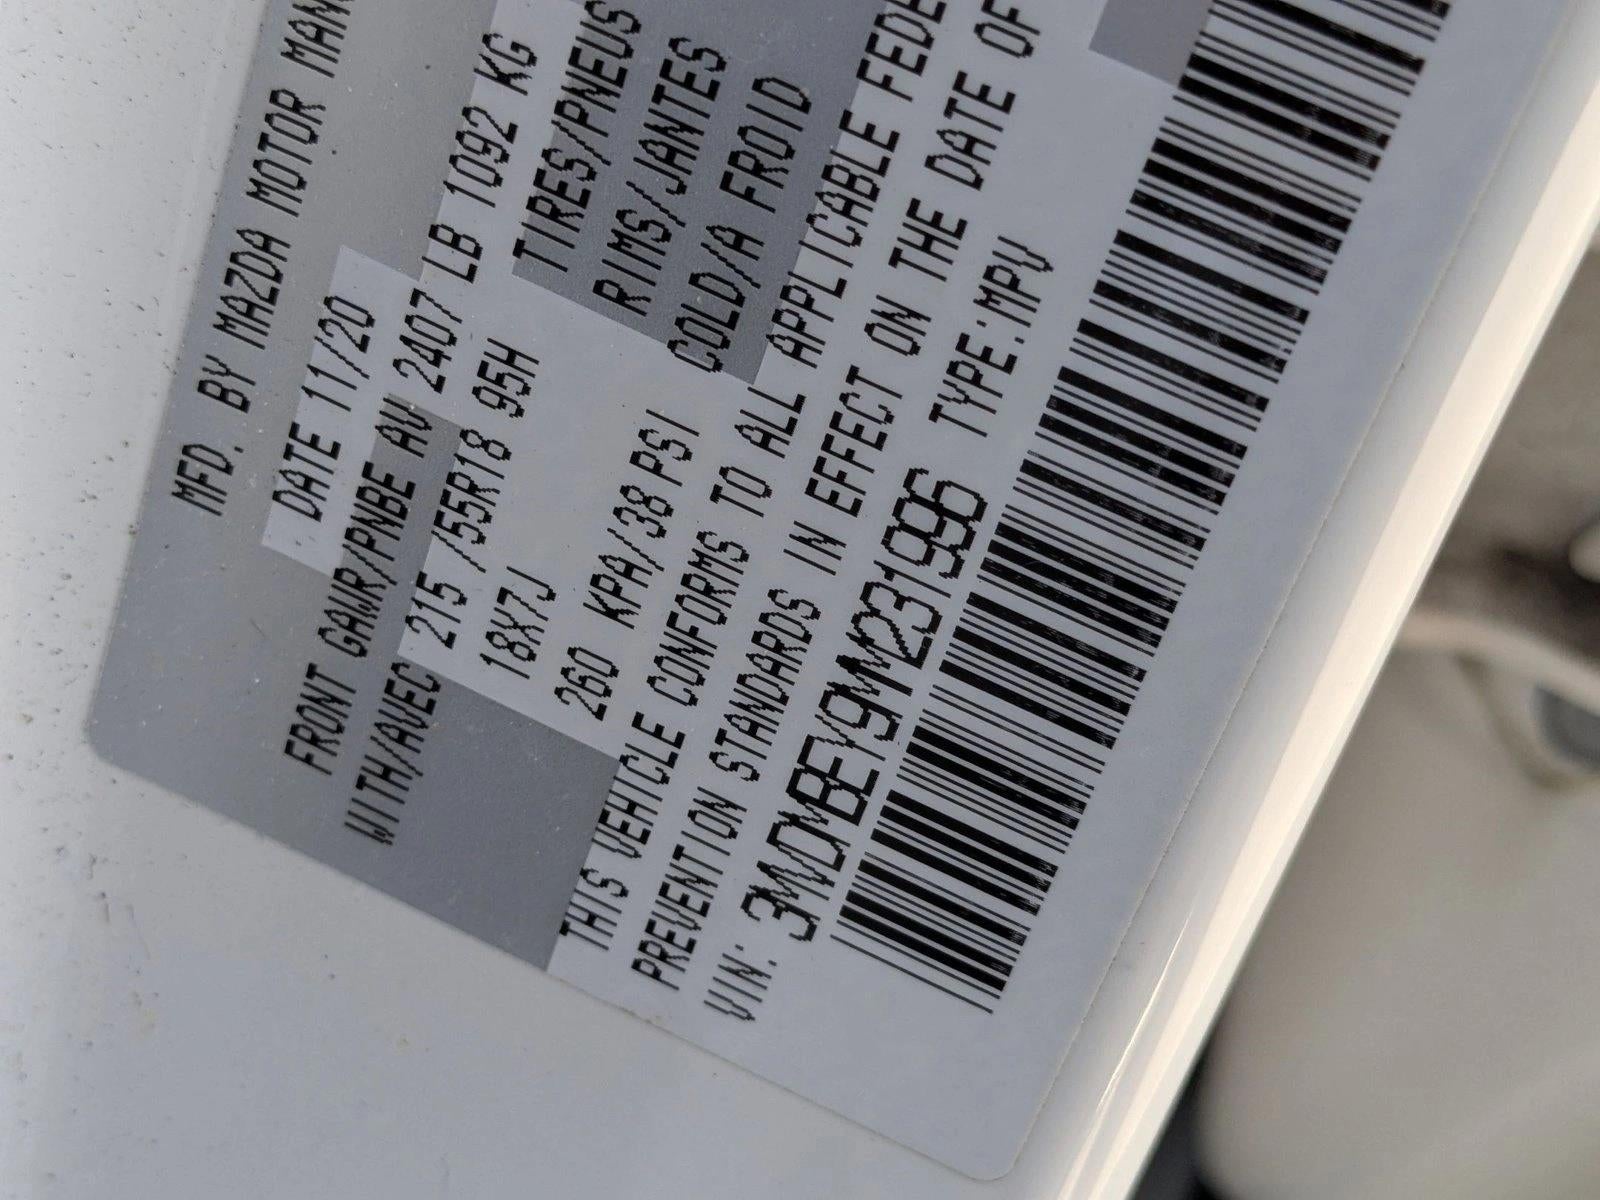 MFD. BY MAZDA MOTOR MAN
DATE 11/20
FRONT GAWR/PNBE AV 2407 LB 1092 KG
WITH/AVEC 215 /55R18 95H TIRES/PNEUS
18X7J RIMS/JANTES
260 KPA/38 PSI COLD/A FROID
THIS VEHICLE CONFORMS TO ALL APPLICABLE FEDE
PREVENTION STANDARDS IN EFFECT ON THE DATE OF
VIN: 3MVDMBEY9MM231996 TYPE:MPV